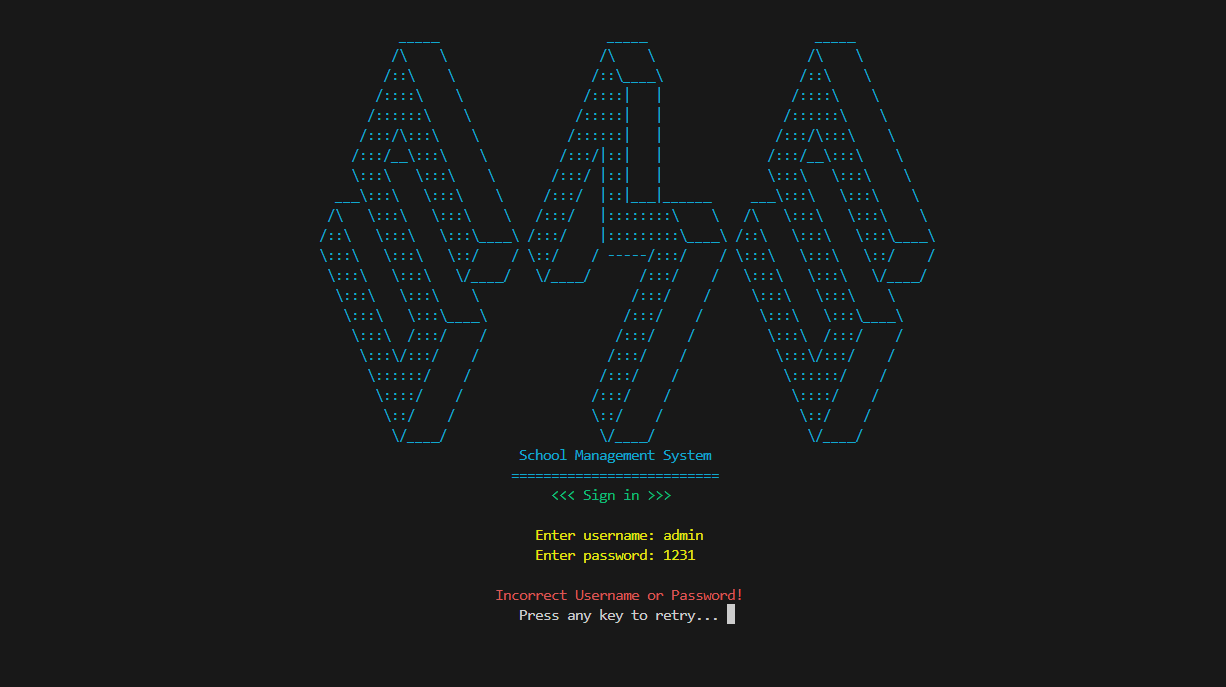 SMS
School Management System
==========================
<<< Sign in >>>
Enter username: admin
Enter password: 1231
Incorrect Username or Password!
Press any key to retry...